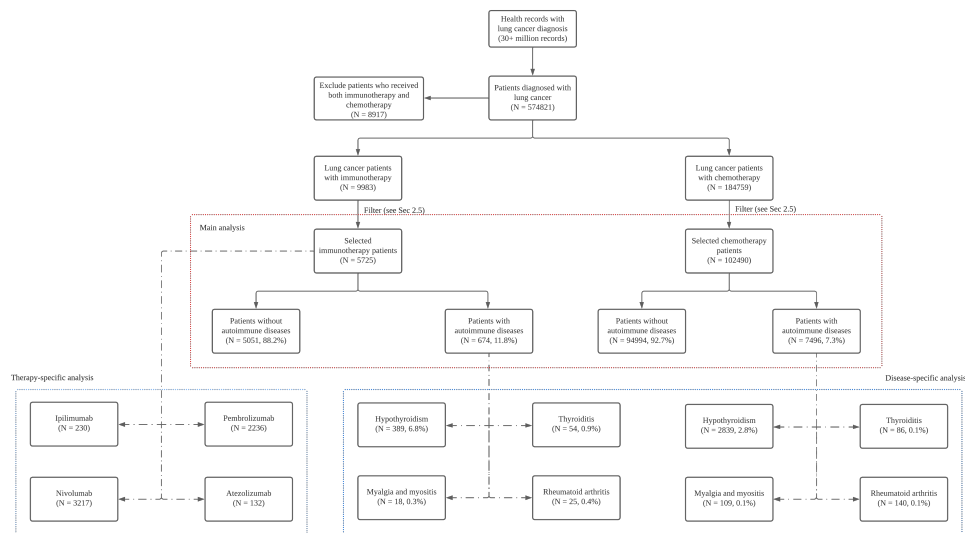 Health records with
lung cancer diagnosis
(30+ million records)
Exclude patients who received
both immunotherapy and
chemotherapy
(N = 8917)
Patients diagnosed with
lung cancer
(N = 574821)
Lung cancer patients
with immunotherapy
(N = 9983)
Lung cancer patients
with chemotherapy
(N = 184759)
Filter (see Sec 2.5)
Filter (see Sec 2.5)
Main analysis
Selected
immunotherapy patients
(N = 5725)
Selected chemotherapy
patients
(N = 102490)
Patients without
autoimmune diseases
(N = 5051, 88.2%)
Patients with
autoimmune diseases
(N = 674, 11.8%)
Patients without
autoimmune diseases
(N = 94994, 92.7%)
Patients with
autoimmune diseases
(N = 7496, 7.3%)
Therapy-specific analysis
Disease-specific analysis
Ipilimumab
(N = 230)
Pembrolizumab
(N = 2236)
Hypothyroidism
(N = 389, 6.8%)
Thyroiditis
(N = 54, 0.9%)
Hypothyroidism
(N = 2839, 2.8%)
Thyroiditis
(N = 86, 0.1%)
Nivolumab
(N = 3217)
Atezolizumab
(N = 132)
Myalgia and myositis
(N = 18, 0.3%)
Rheumatoid arthritis
(N = 25, 0.4%)
Myalgia and myositis
(N = 109, 0.1%)
Rheumatoid arthritis
(N = 140, 0.1%)